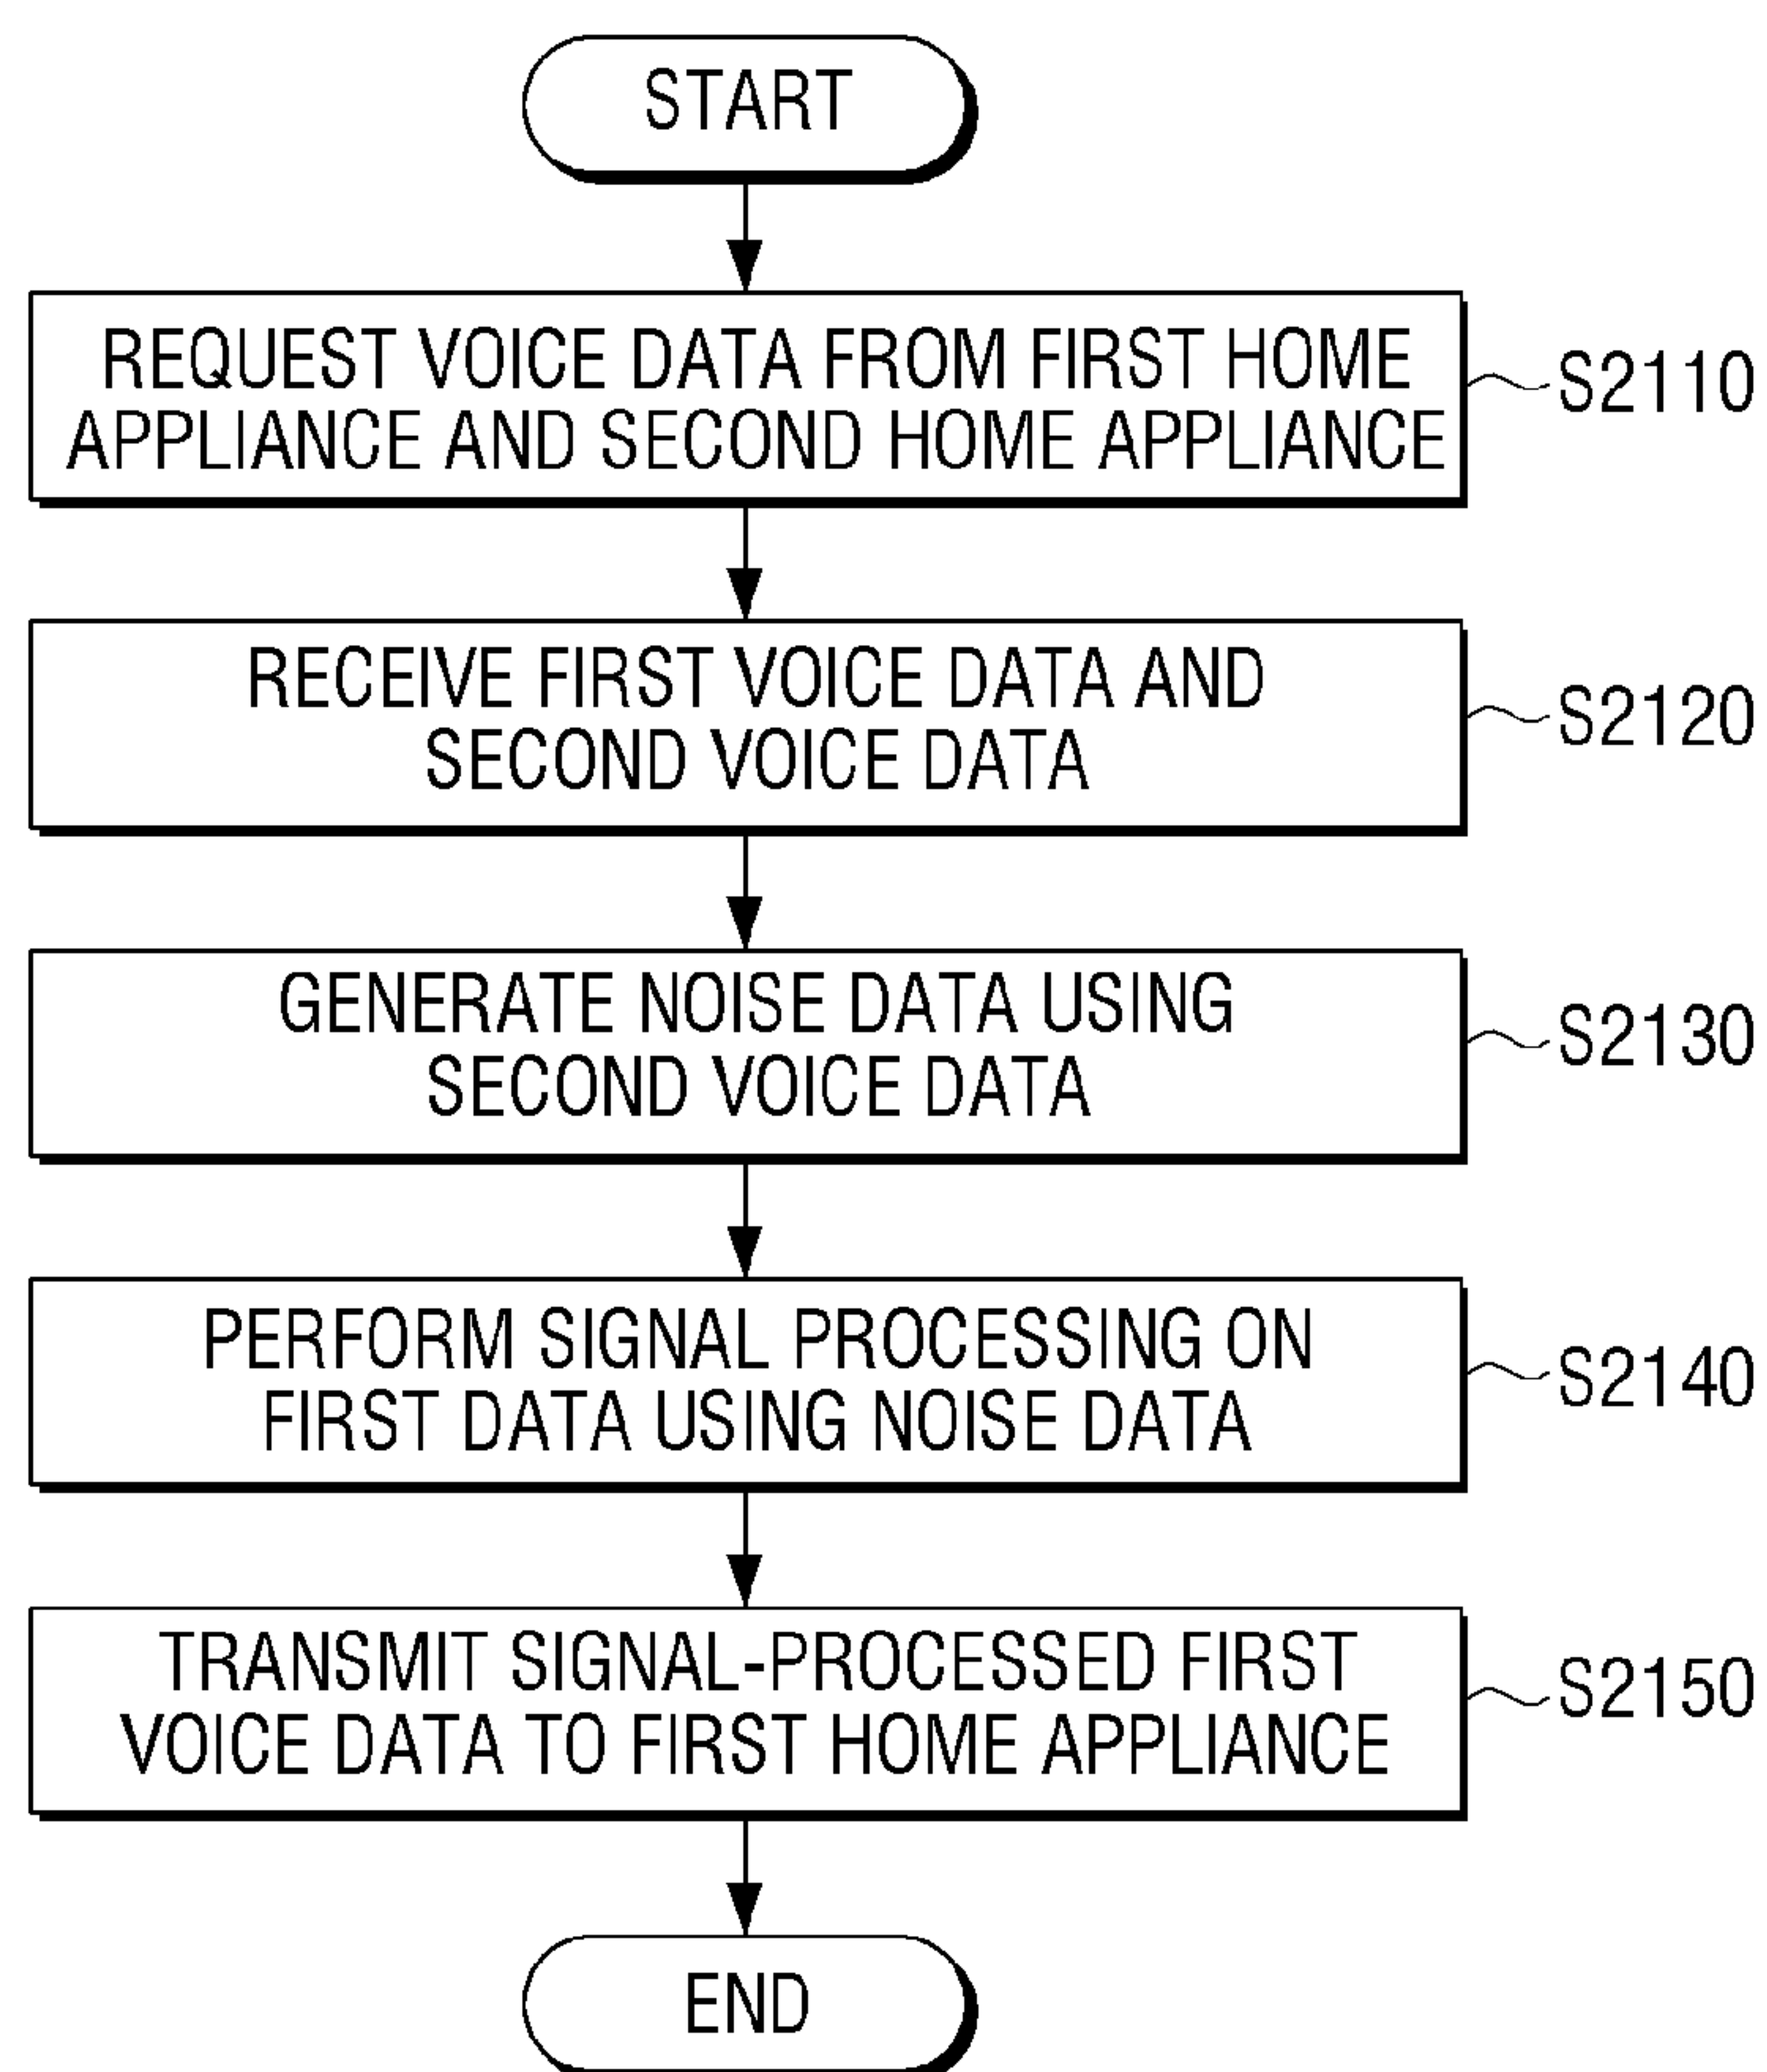 START
REQUEST VOICE DATA FROM FIRST HOME
APPLIANCE AND SECOND HOME APPLIANCE
S2110
RECEIVE FIRST VOICE DATA AND
SECOND VOICE DATA
S2120
GENERATE NOISE DATA USING
SECOND VOICE DATA
S2130
PERFORM SIGNAL PROCESSING ON
FIRST DATA USING NOISE DATA
S2140
TRANSMIT SIGNAL-PROCESSED FIRST
VOICE DATA TO FIRST HOME APPLIANCE
S2150
END